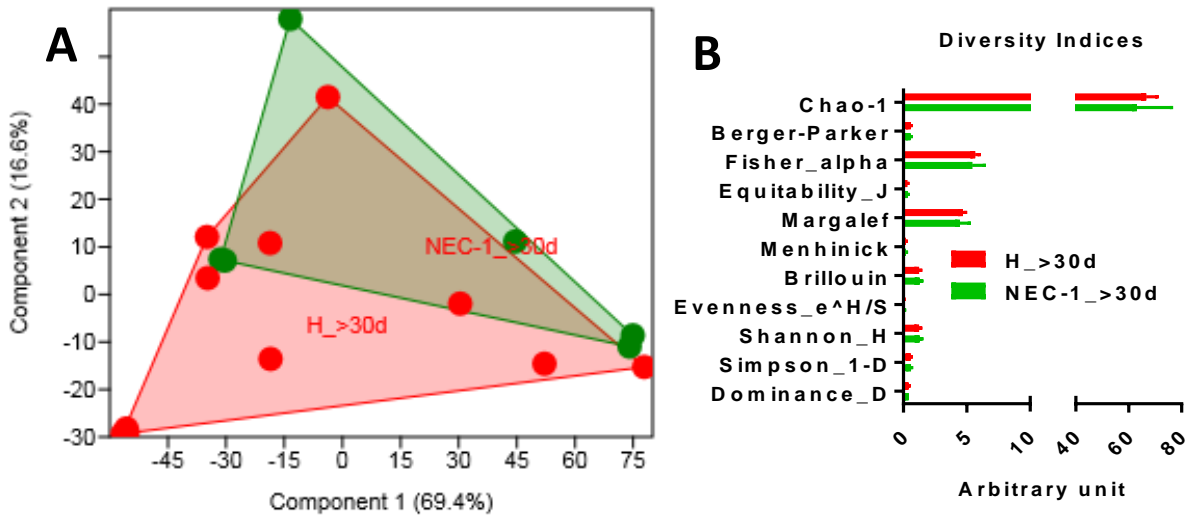 A
Component 2 (16.6%)
40
30
20
10
0
-10
-20
-30
NEC-1_>30d
H_>30d
-45 -30 -15 0 15 30 45 60 75
Component 1 (69.4%)
B
Diversity Indices
Chao-1
Berger-Parker
Fisher_alpha
Equitability_J
Margalef
Menhinick
Brillouin
Evenness_e^H/S
Shannon_H
Simpson_1-D
Dominance_D
H_>30d
NEC-1_>30d
0 5 10 40 60 80
Arbitrary unit